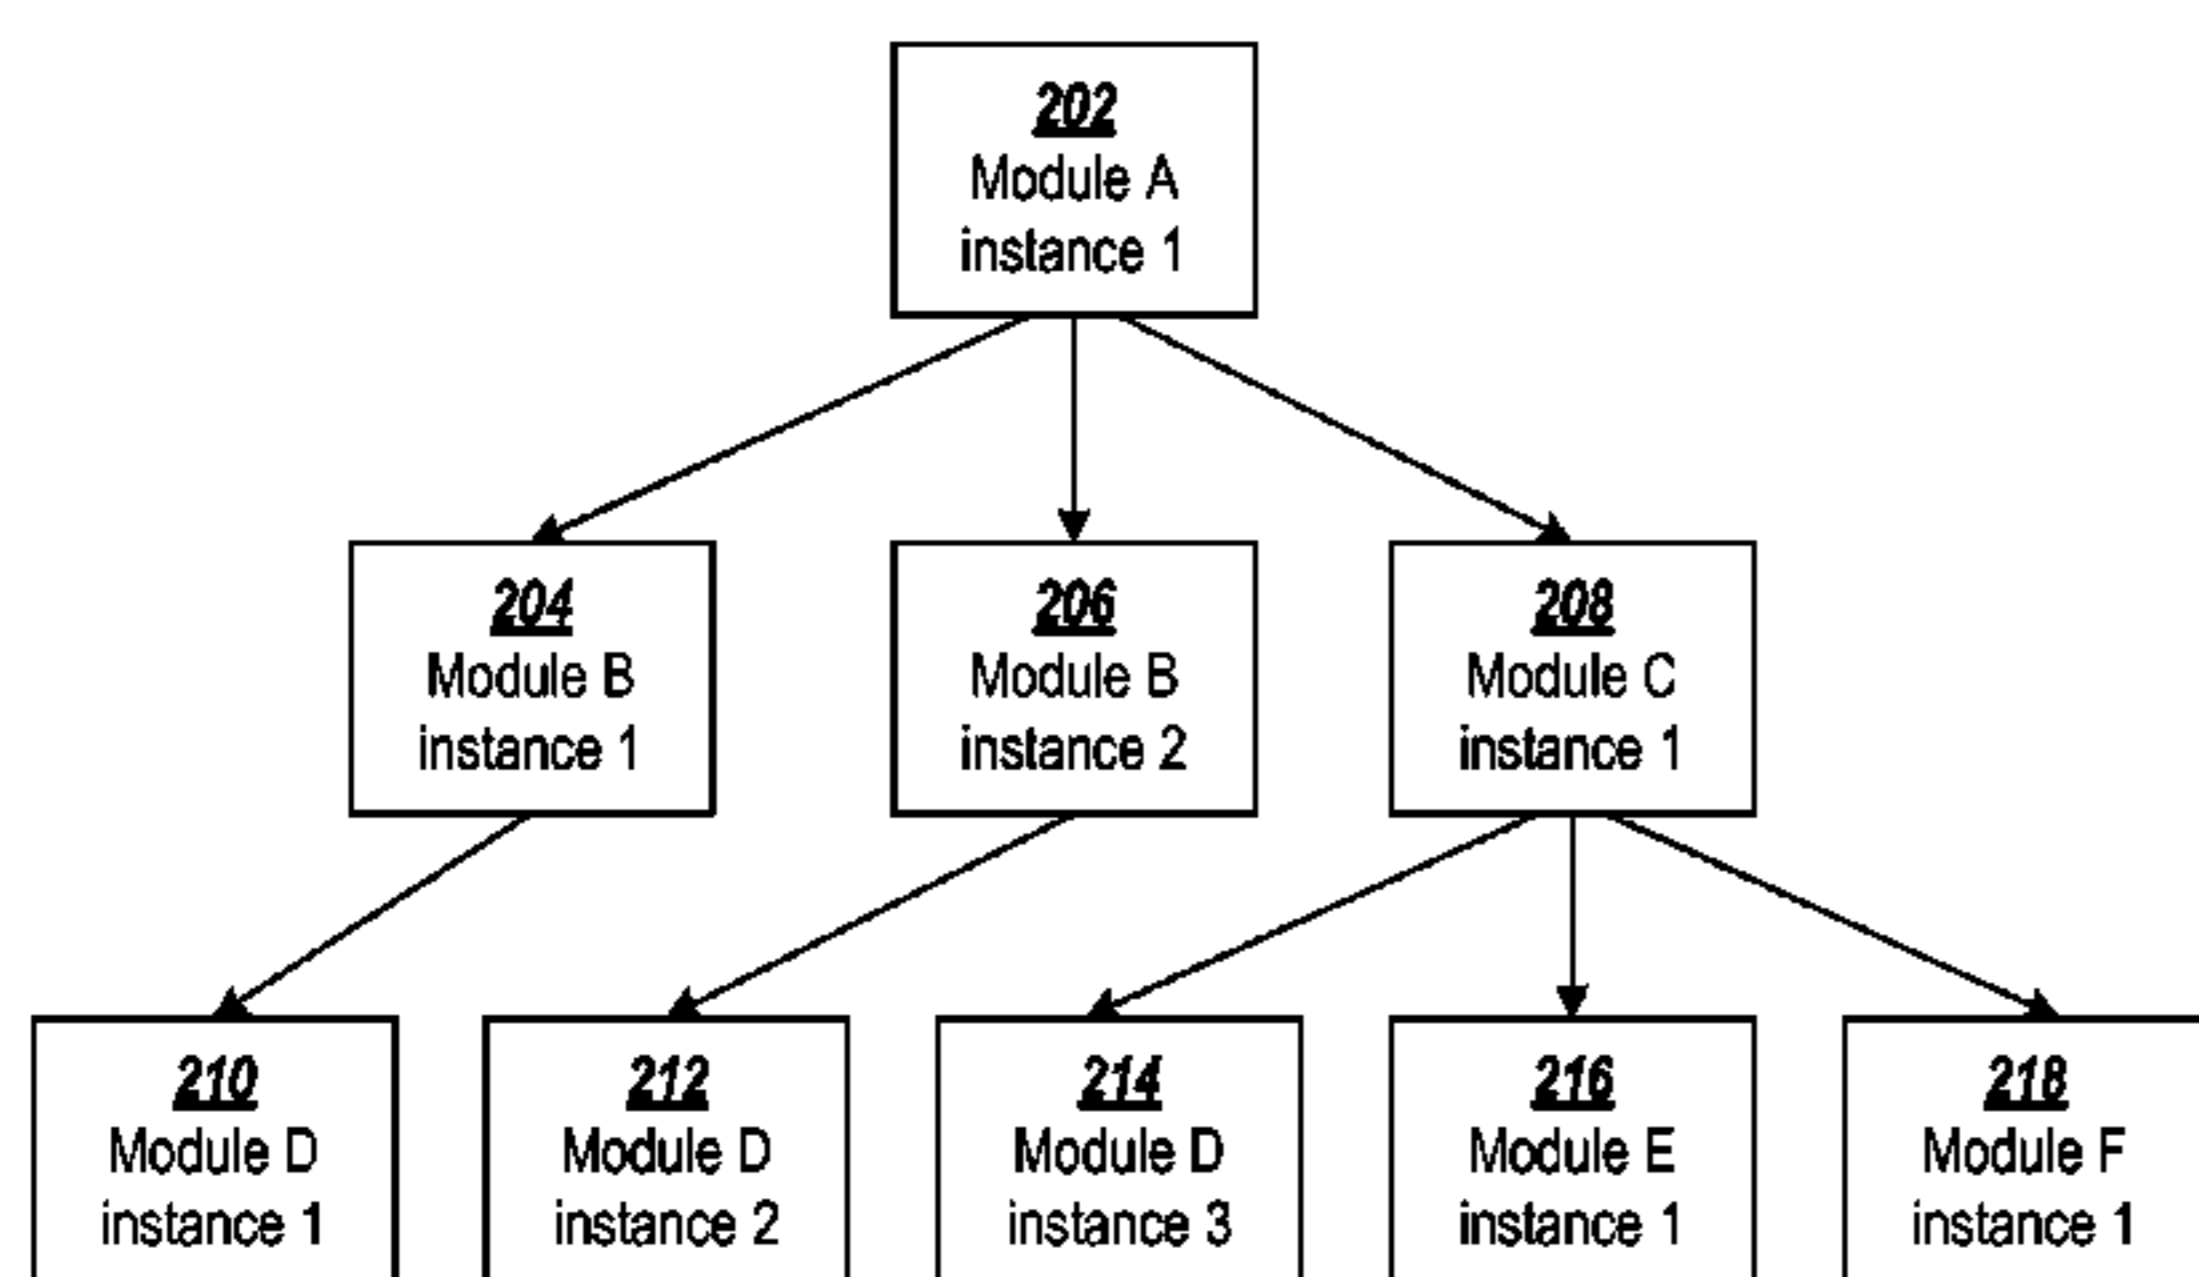 202
Module A
instance 1
204
Module B
instance 1
206
Module B
instance 2
208
Module C
instance 1
210
Module D
instance 1
212
Module D
instance 2
214
Module D
instance 3
216
Module E
instance 1
218
Module F
instance 1